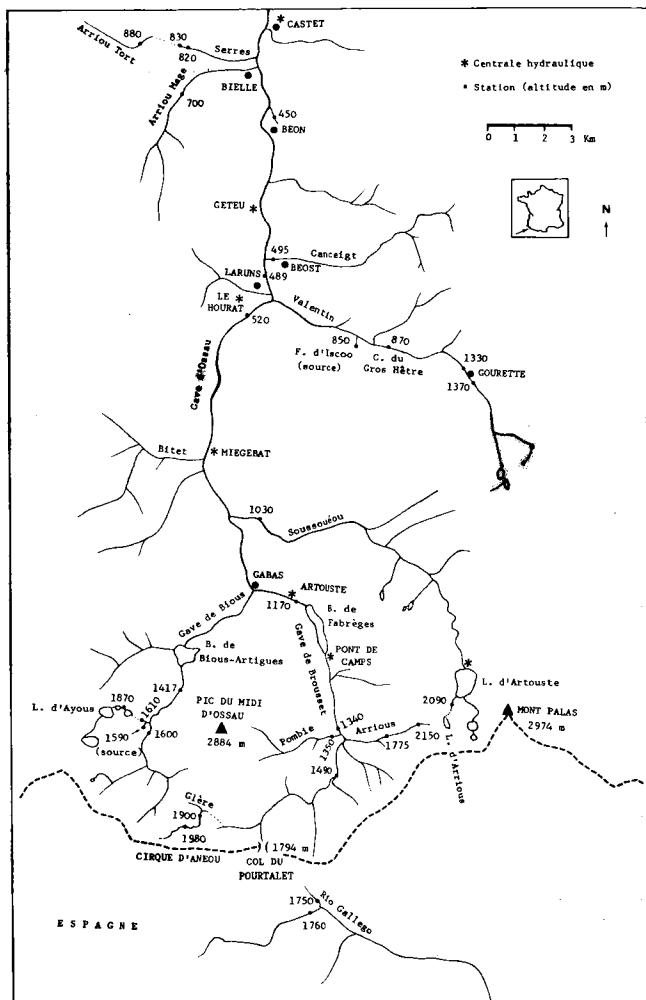 CASTET
880
830
820
Serres
Arriou Tort
* Centrale hydraulique
• Station (altitude en m)
BIELLE
Arriou Mage
700
450
BEON
0 1 2 3 Km
GETEU
N
495
Canceigt
BEOST
LARUNS
489
LE
HOURAT
520
Valentin
850
870
F. d'Iscoo
(source)
C. du
Gros Hêtre
1330
GOURETTE
1370
Gave d'Ossau
Bitet
MIEGEBAT
1030
Soussouéou
GABAS
ARTOUSTE
1170
B. de
Fabrèges
Gave de Bious
Gave de Brousset
PONT DE
CAMPS
B. de
Bious-Artigues
L. d'Artouste
1417
1870
1610
L. d'Ayous
1590
(source)
1600
PIC DU MIDI
D'OSSAU
2884 m
2090
MONT PALAS
2974 m
1340
Pombie
Arrious
1350
1775
2150
L. d'Arrious
1490
Gière
1900
1980
CIRQUE D'ANEOU
COL DU
POURTALET
1794 m
1750
1760
Rio Gallego
ESPAGNE